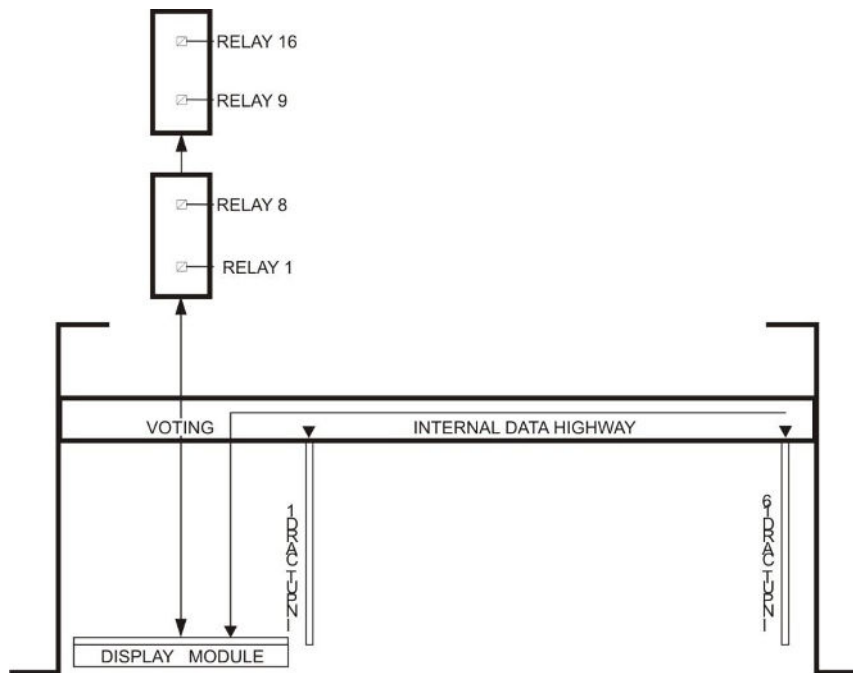 RELAY 16
RELAY 9
RELAY 8
RELAY 1
VOTING
INTERNAL DATA HIGHWAY
INPUT CARD 1
INPUT CARD 16
DISPLAY MODULE